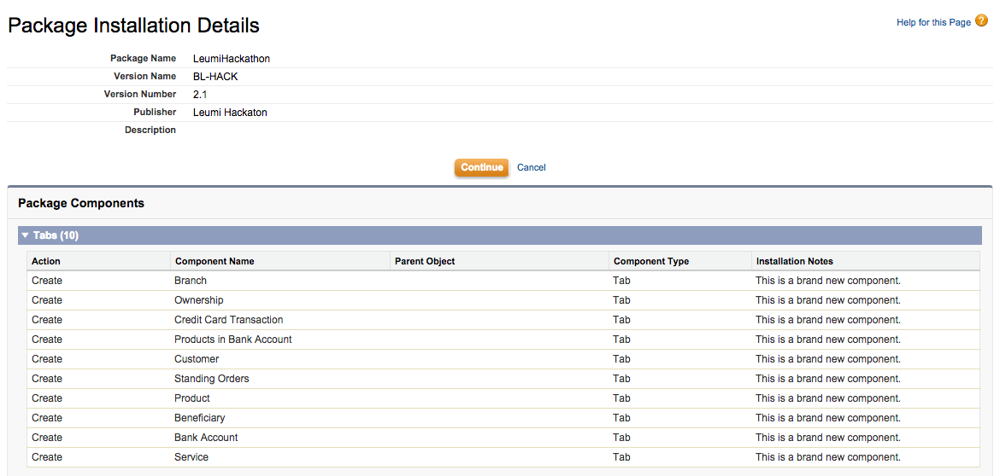 Package Installation Details
Help for this Page ?
Package Name LeumiHackathon
Version Name BL-HACK
Version Number 2.1
Publisher Leumi Hackaton
Description
Continue Cancel
Package Components
Tabs (10)
Action Component Name Parent Object Component Type Installation Notes
Create Branch Tab This is a brand new component.
Create Ownership Tab This is a brand new component.
Create Credit Card Transaction Tab This is a brand new component.
Create Products in Bank Account Tab This is a brand new component.
Create Customer Tab This is a brand new component.
Create Standing Orders Tab This is a brand new component.
Create Product Tab This is a brand new component.
Create Beneficiary Tab This is a brand new component.
Create Bank Account Tab This is a brand new component.
Create Service Tab This is a brand new component.